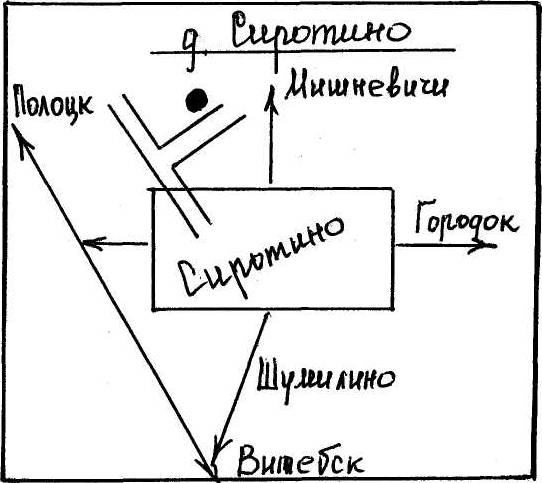 д. Сиротино
Мишневичи
Полоцк
Городок
Сиротино
Шумилино
Витебск